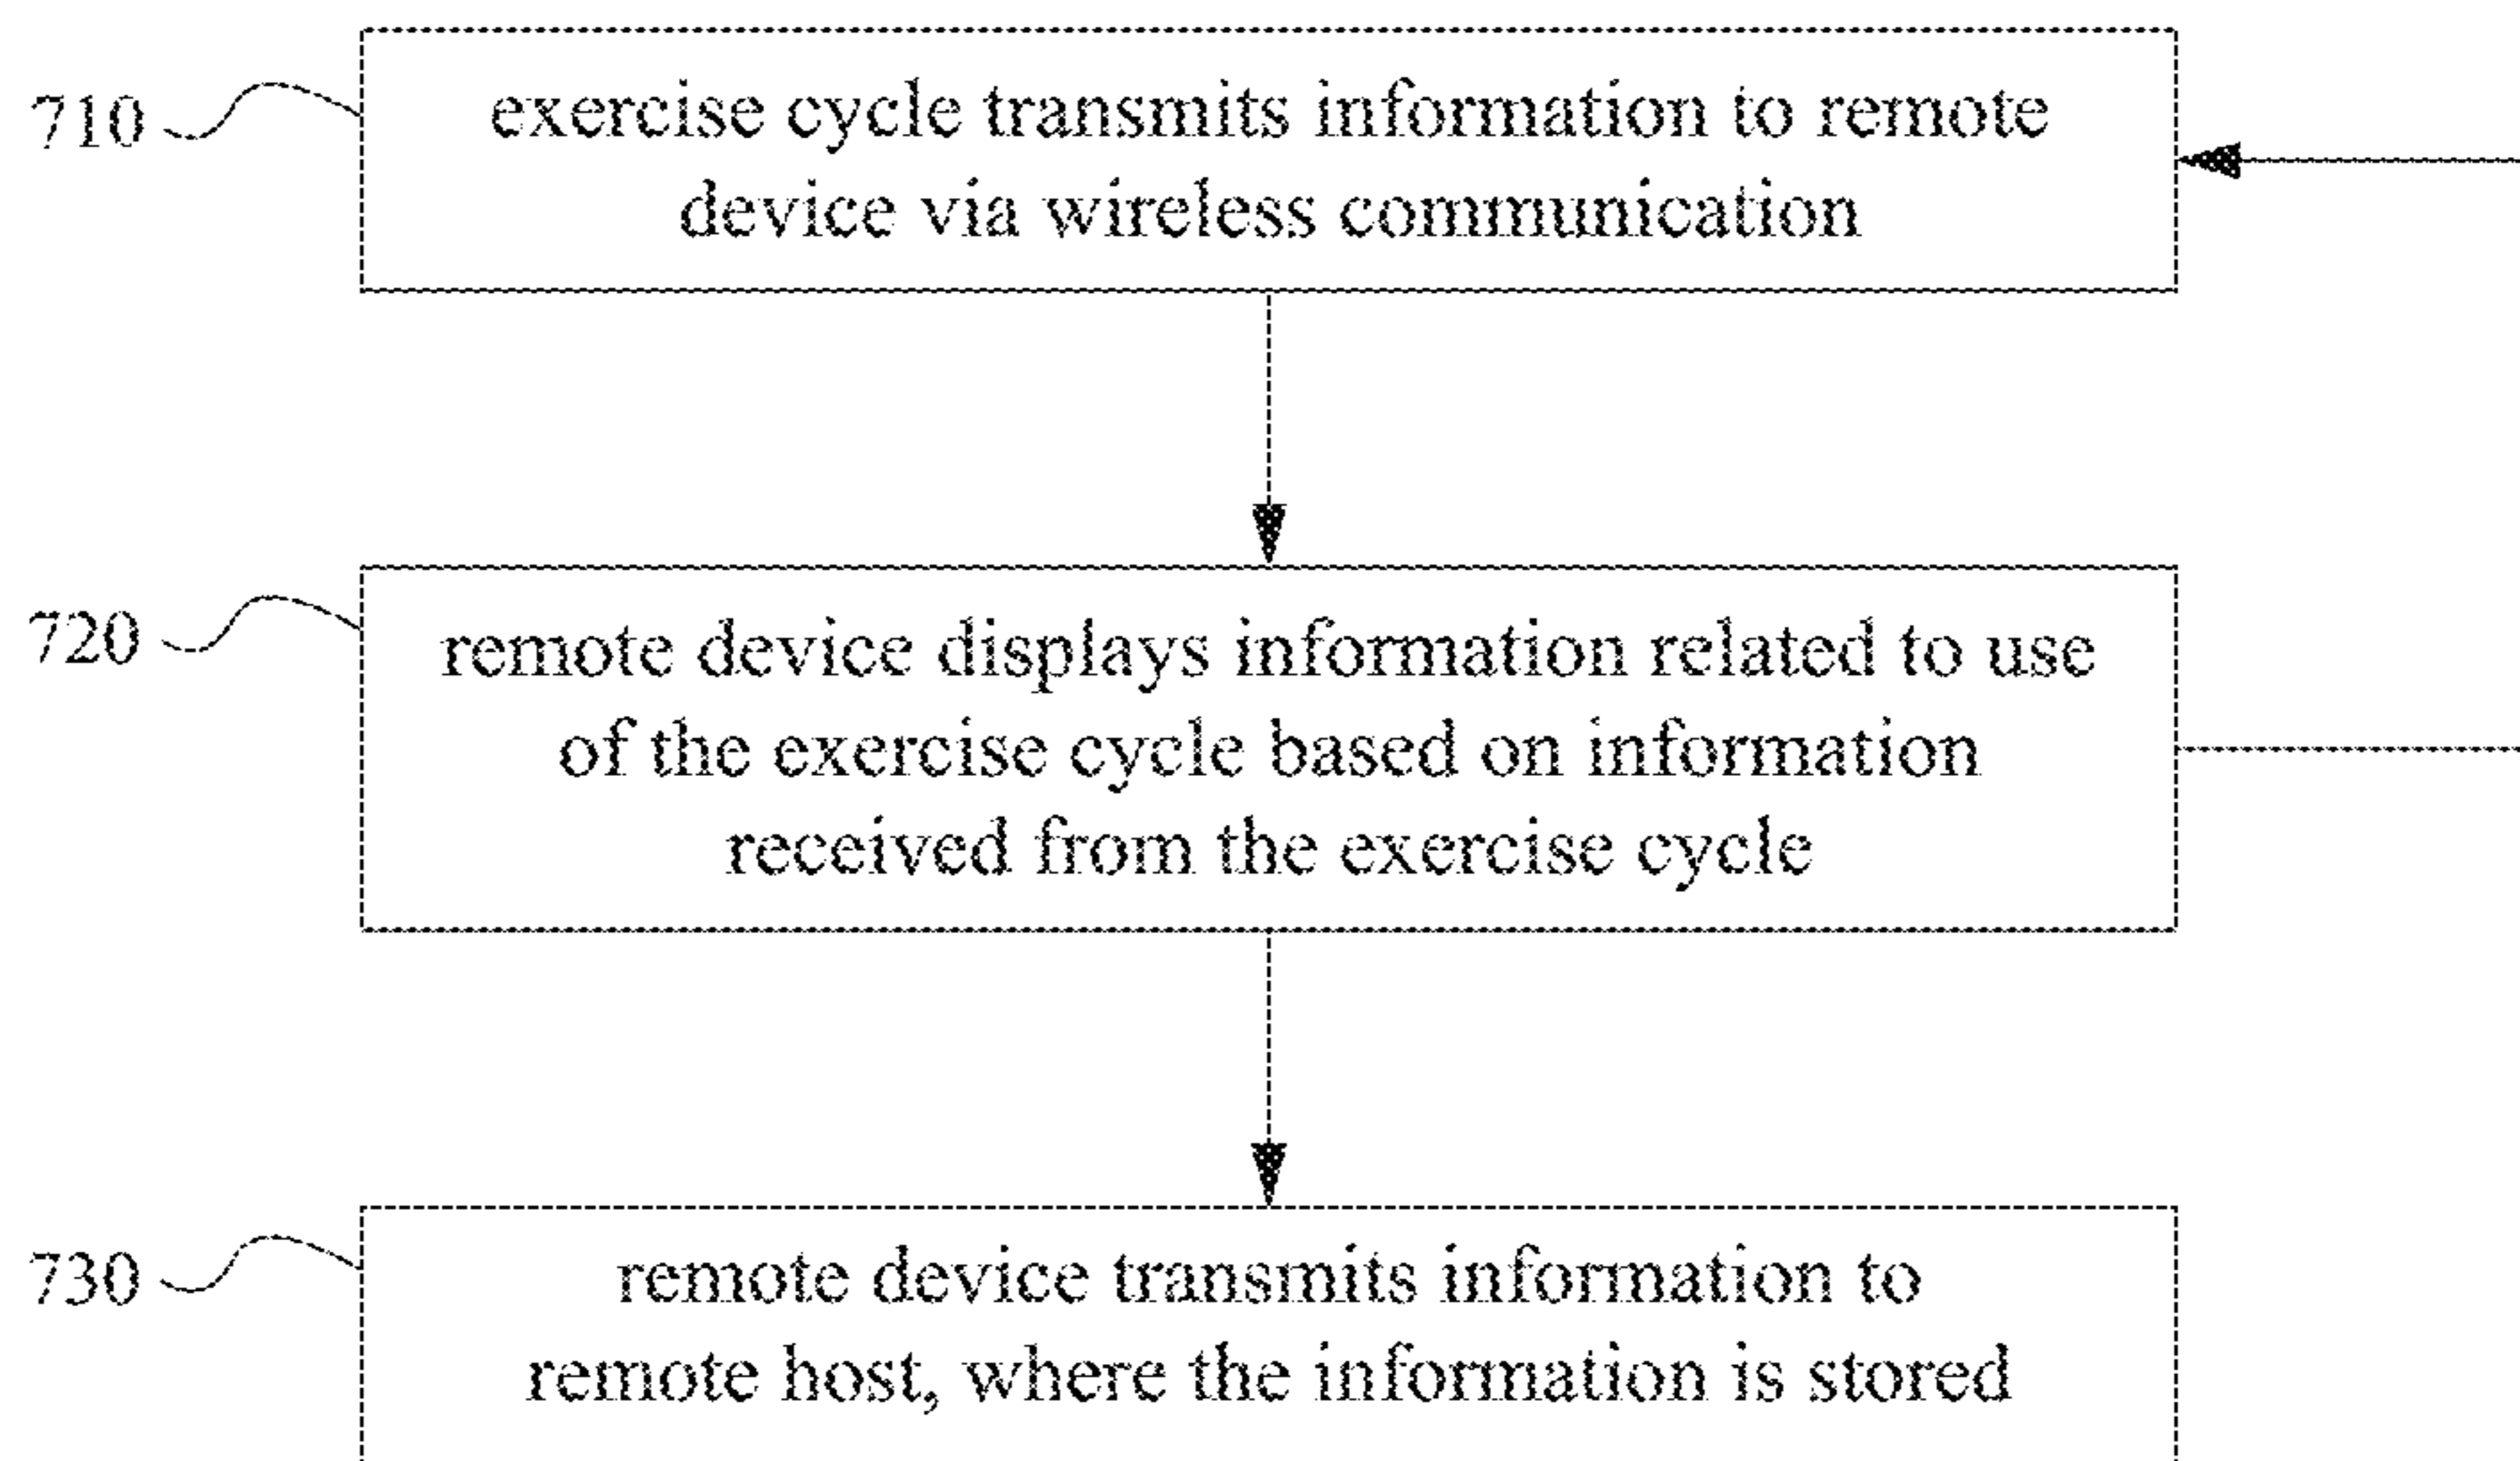 710
exercise cycle transmits information to remote
device via wireless communication
720
remote device displays information related to use
of the exercise cycle based on information
received from the exercise cycle
730
remote device transmits information to
remote host, where the information is stored